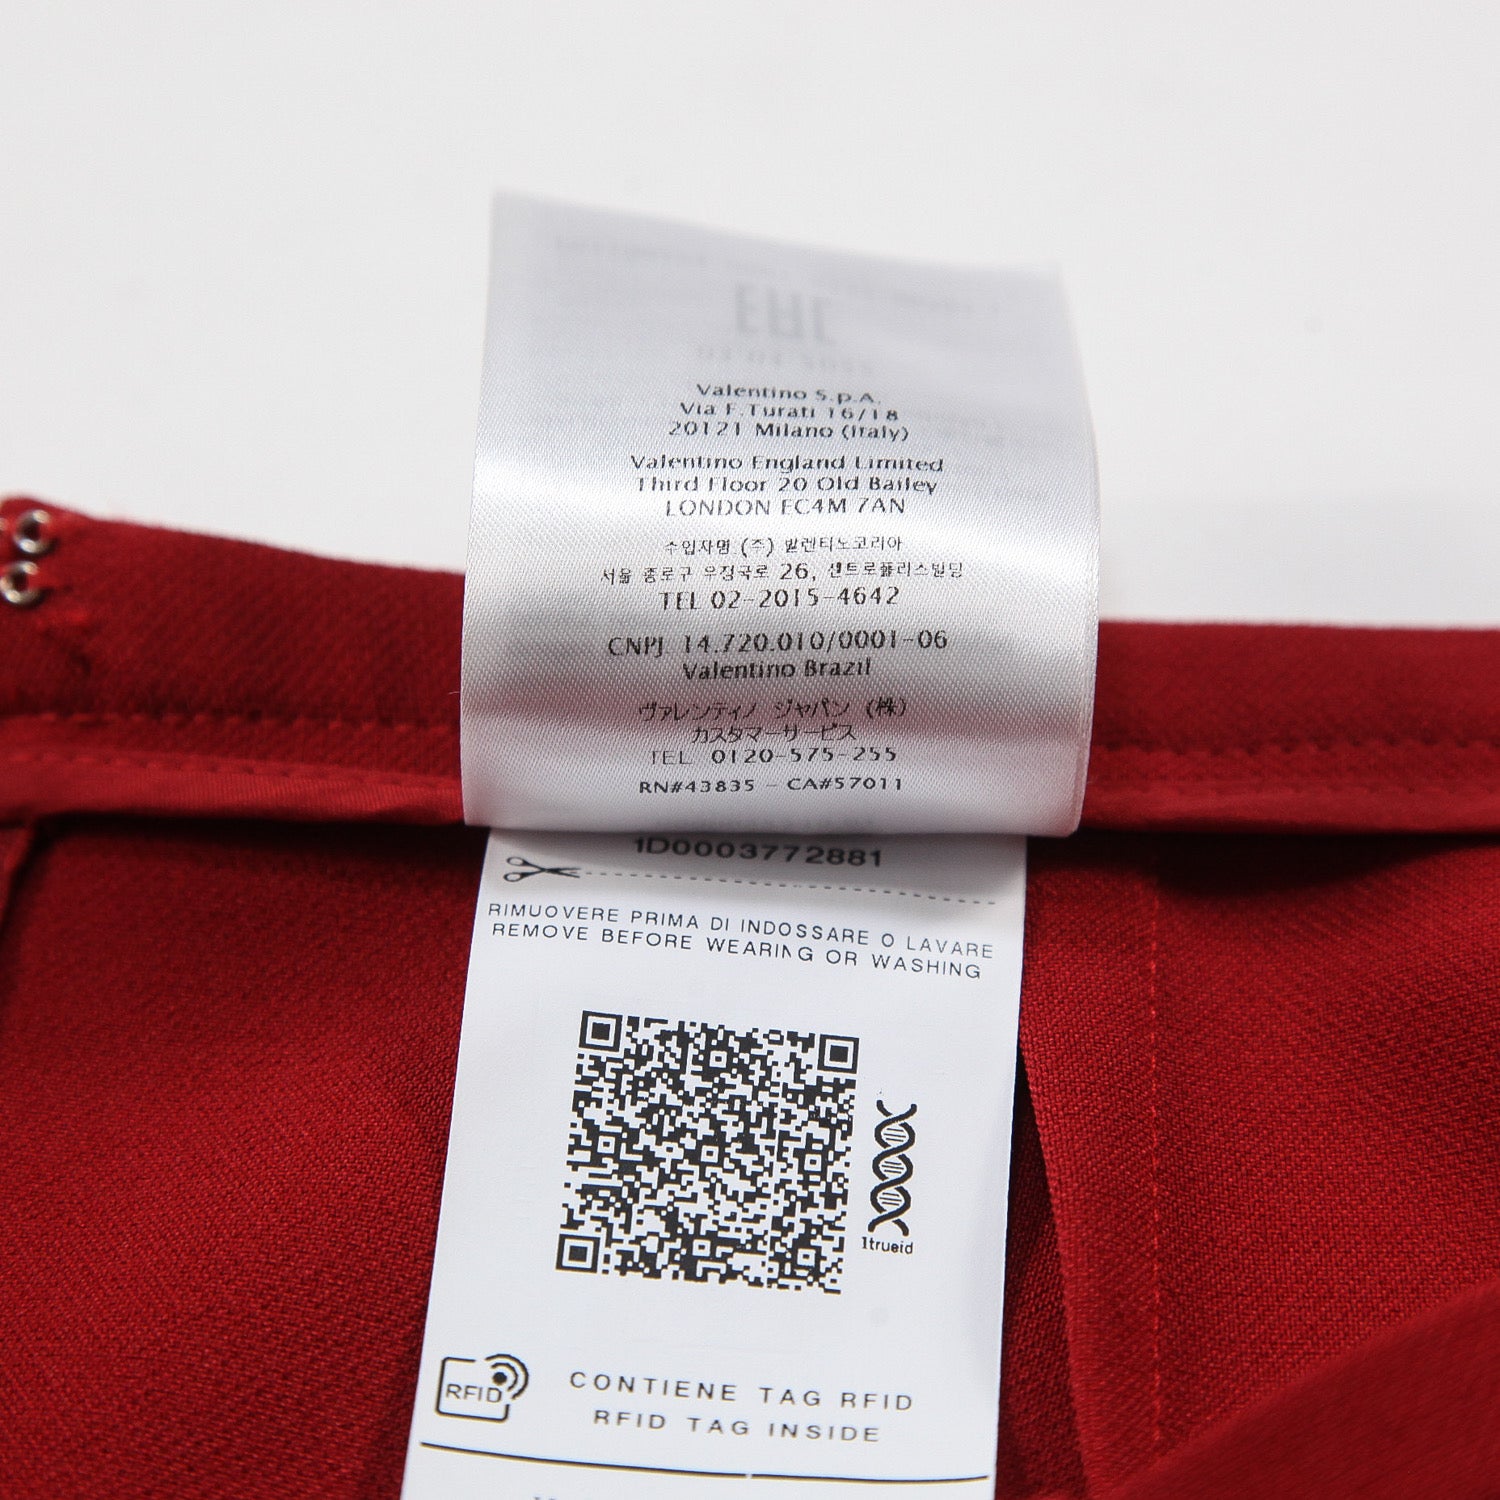 Valentino S.p.A.
Via F.Turati 16/18
20121 Milano (Italy)
Valentino England Limited
Third Floor 20 Old Bailey
LONDON EC4M 7AN
수입자명 (주) 발렌티노코리아
서울 종로구 우정국로 26, 센트로폴리스빌딩
TEL 02-2015-4642
CNPJ 14.720.010/0001-06
Valentino Brazil
ヴァレンティノ ジャパン (株)
カスタマーサービス
TEL 0120-575-255
RN#43835 - CA#57011
1D0003772881
RIMUOVERE PRIMA DI INDOSSARE O LAVARE
REMOVE BEFORE WEARING OR WASHING
1trueid
RFID
CONTIENE TAG RFID
RFID TAG INSIDE